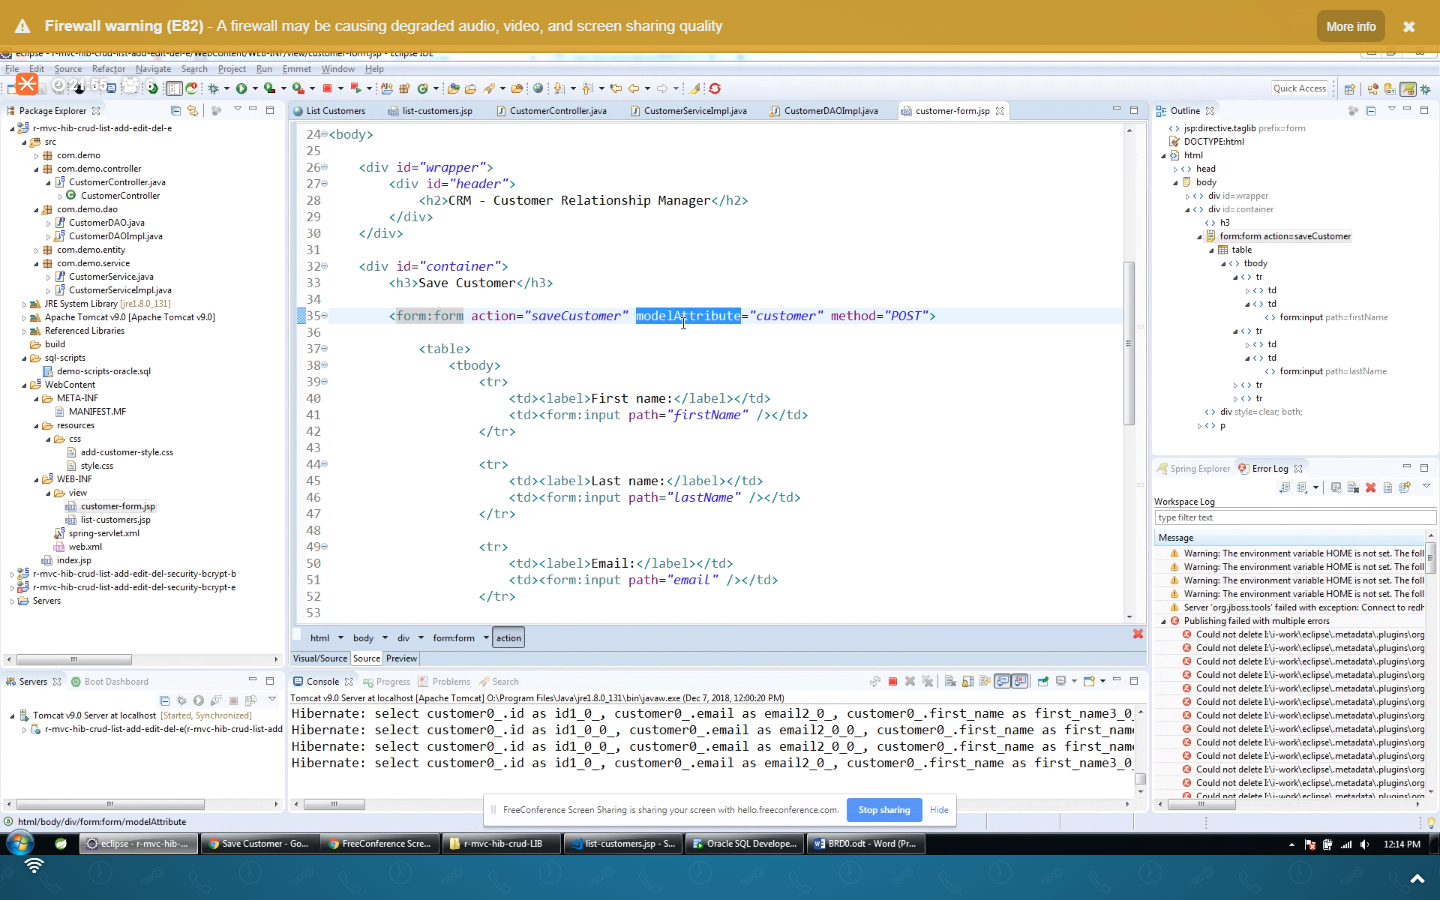 Firewall warning (E82) - A firewall may be causing degraded audio, video, and screen sharing quality
More info
eclipse - r-mvc-hib-crud-list-add-edit-del-e/WebContent/WEB-INF/view/customer-form.jsp - Eclipse IDE
File Edit Source Refactor Navigate Search Project Run Emmet Window Help
21:55 6
Quick Access
Package Explorer
r-mvc-hib-crud-list-add-edit-del-e
src
com.demo
com.demo.controller
CustomerController.java
CustomerController
com.demo.dao
CustomerDAO.java
CustomerDAOImpl.java
com.demo.entity
com.demo.service
CustomerService.java
CustomerServiceImpl.java
JRE System Library [jre1.8.0_131]
Apache Tomcat v9.0 [Apache Tomcat v9.0]
Referenced Libraries
build
sql-scripts
demo-scripts-oracle.sql
WebContent
META-INF
MANIFEST.MF
resources
css
add-customer-style.css
style.css
WEB-INF
view
customer-form.jsp
list-customers.jsp
spring-servlet.xml
web.xml
index.jsp
r-mvc-hib-crud-list-add-edit-del-security-bcrypt-b
r-mvc-hib-crud-list-add-edit-del-security-bcrypt-e
Servers
List Customers list-customers.jsp CustomerController.java CustomerServiceImpl.java CustomerDAOImpl.java customer-form.jsp
24 <body>
25
26 <div id="wrapper">
27 <div id="header">
28 <h2>CRM - Customer Relationship Manager</h2>
29 </div>
30 </div>
31
32 <div id="container">
33 <h3>Save Customer</h3>
34
35 <form:form action="saveCustomer" modelAttribute="customer" method="POST">
36
37 <table>
38 <tbody>
39 <tr>
40 <td><label>First name:</label></td>
41 <td><form:input path="firstName" /></td>
42 </tr>
43
44 <tr>
45 <td><label>Last name:</label></td>
46 <td><form:input path="lastName" /></td>
47 </tr>
48
49 <tr>
50 <td><label>Email:</label></td>
51 <td><form:input path="email" /></td>
52 </tr>
53
html body div form:form action
Visual/Source Source Preview
Outline
jsp:directive.taglib prefix=form
DOCTYPE:html
html
head
body
div id=wrapper
div id=container
h3
form:form action=saveCustomer
table
tbody
tr
td
td
form:input path=firstName
tr
td
td
form:input path=lastName
tr
tr
div style=clear; both;
p
Spring Explorer Error Log
Workspace Log
type filter text
Message
Warning: The environment variable HOME is not set. The foll
Warning: The environment variable HOME is not set. The foll
Warning: The environment variable HOME is not set. The foll
Warning: The environment variable HOME is not set. The foll
Server 'org.jboss.tools' failed with exception: Connect to redh
Publishing failed with multiple errors
Could not delete I:\i-work\eclipse\.metadata\.plugins\org
Could not delete I:\i-work\eclipse\.metadata\.plugins\org
Could not delete I:\i-work\eclipse\.metadata\.plugins\org
Could not delete I:\i-work\eclipse\.metadata\.plugins\org
Could not delete I:\i-work\eclipse\.metadata\.plugins\org
Could not delete I:\i-work\eclipse\.metadata\.plugins\org
Could not delete I:\i-work\eclipse\.metadata\.plugins\org
Could not delete I:\i-work\eclipse\.metadata\.plugins\org
Could not delete I:\i-work\eclipse\.metadata\.plugins\org
Could not delete I:\i-work\eclipse\.metadata\.plugins\org
Could not delete I:\i-work\eclipse\.metadata\.plugins\org
Could not delete I:\i-work\eclipse\.metadata\.plugins\org
Could not delete I:\i-work\eclipse\.metadata\.plugins\org
Servers Boot Dashboard
Tomcat v9.0 Server at localhost [Started, Synchronized]
r-mvc-hib-crud-list-add-edit-del-e(r-mvc-hib-crud-list-add
Console Progress Problems Search
Tomcat v9.0 Server at localhost [Apache Tomcat] O:\Program Files\Java\jre1.8.0_131\bin\javaw.exe (Dec 7, 2018, 12:00:20 PM)
Hibernate: select customer0_.id as id1_0_, customer0_.email as email2_0_, customer0_.first_name as first_name3_0
Hibernate: select customer0_.id as id1_0_0_, customer0_.email as email2_0_0_, customer0_.first_name as first_nam
Hibernate: select customer0_.id as id1_0_0_, customer0_.email as email2_0_0_, customer0_.first_name as first_nam
Hibernate: select customer0_.id as id1_0_, customer0_.email as email2_0_, customer0_.first_name as first_name3_0
FreeConference Screen Sharing is sharing your screen with hello.freeconference.com. Stop sharing Hide
html/body/div/form:form/modelAttribute
eclipse - r-mvc-hib-... Save Customer - Go... FreeConference Scre... r-mvc-hib-crud-LIB list-customers.jsp - S... Oracle SQL Develope... BRD0.odt - Word (Pr... 12:14 PM